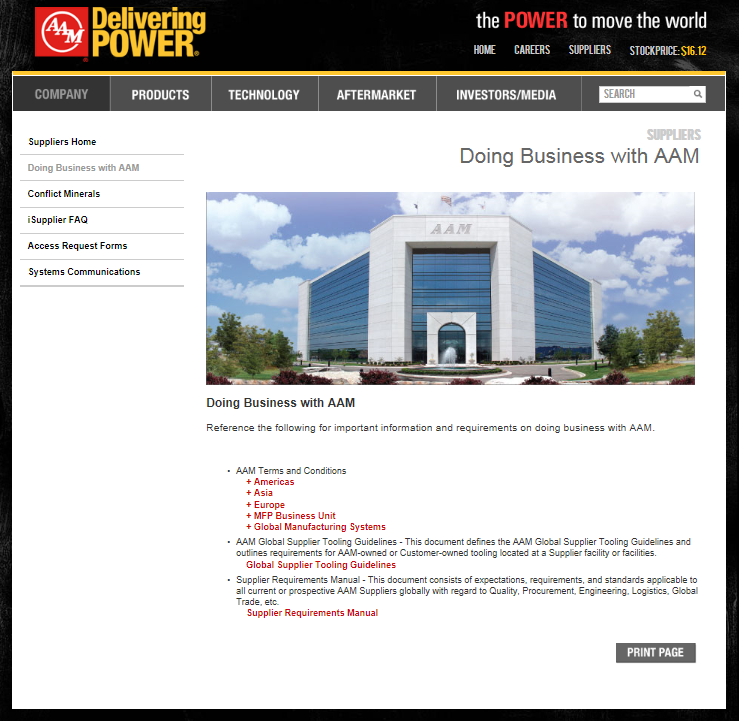 AAM
Delivering
POWER®
the POWER to move the world
HOME CAREERS SUPPLIERS STOCKPRICE: $16.12
COMPANY PRODUCTS TECHNOLOGY AFTERMARKET INVESTORS/MEDIA SEARCH
Suppliers Home
Doing Business with AAM
Conflict Minerals
iSupplier FAQ
Access Request Forms
Systems Communications
SUPPLIERS
Doing Business with AAM
AAM
Doing Business with AAM
Reference the following for important information and requirements on doing business with AAM.
• AAM Terms and Conditions
+ Americas
+ Asia
+ Europe
+ MFP Business Unit
+ Global Manufacturing Systems
• AAM Global Supplier Tooling Guidelines - This document defines the AAM Global Supplier Tooling Guidelines and
outlines requirements for AAM-owned or Customer-owned tooling located at a Supplier facility or facilities.
Global Supplier Tooling Guidelines
• Supplier Requirements Manual - This document consists of expectations, requirements, and standards applicable to
all current or prospective AAM Suppliers globally with regard to Quality, Procurement, Engineering, Logistics, Global
Trade, etc.
Supplier Requirements Manual
PRINT PAGE